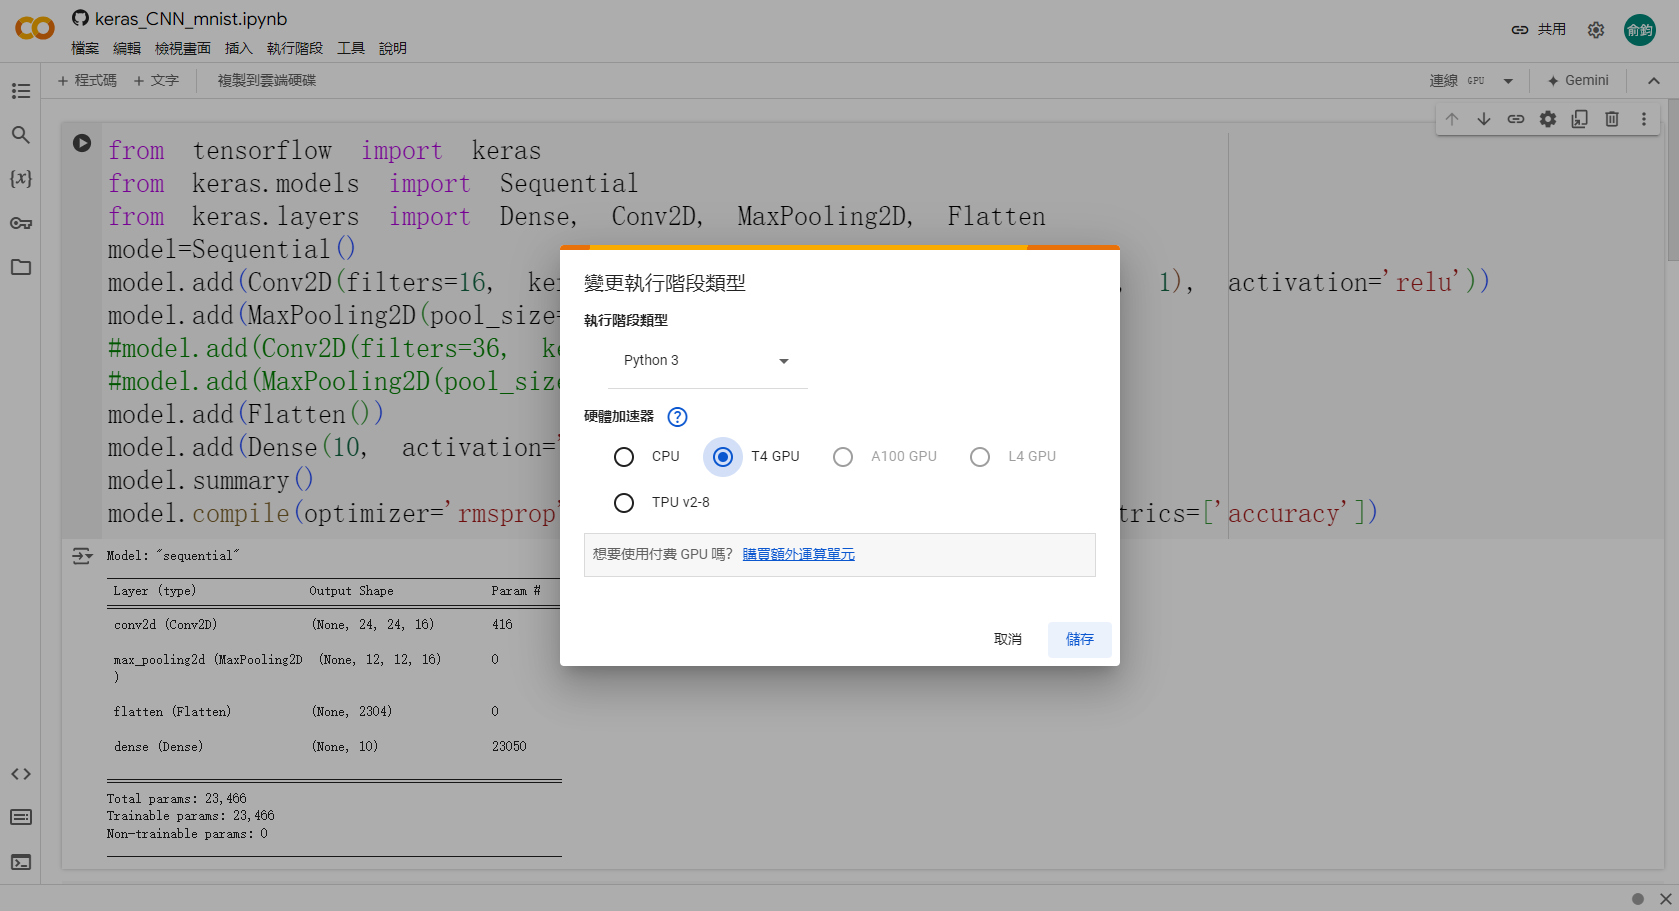 keras_CNN_mnist.ipynb
檔案 編輯 檢視畫面 插入 執行階段 工具 說明
共用
俞鈞
+ 程式碼 + 文字 複製到雲端硬碟
連線 GPU
Gemini
{x}
from tensorflow import keras
from keras.models import Sequential
from keras.layers import Dense, Conv2D, MaxPooling2D, Flatten
model=Sequential()
model.add(Conv2D(filters=16, ke , 1), activation='relu'))
model.add(MaxPooling2D(pool_size=
#model.add(Conv2D(filters=36, ke
#model.add(MaxPooling2D(pool_size
model.add(Flatten())
model.add(Dense(10, activation='
model.summary()
model.compile(optimizer='rmsprop' trics=['accuracy'])
變更執行階段類型
執行階段類型
Python 3
硬體加速器 ?
CPU T4 GPU A100 GPU L4 GPU
TPU v2-8
想要使用付費 GPU 嗎？ 購買額外運算單元
取消 儲存
Model: "sequential"
Layer (type) Output Shape Param #
conv2d (Conv2D) (None, 24, 24, 16) 416
max_pooling2d (MaxPooling2D (None, 12, 12, 16) 0
)
flatten (Flatten) (None, 2304) 0
dense (Dense) (None, 10) 23050
Total params: 23,466
Trainable params: 23,466
Non-trainable params: 0